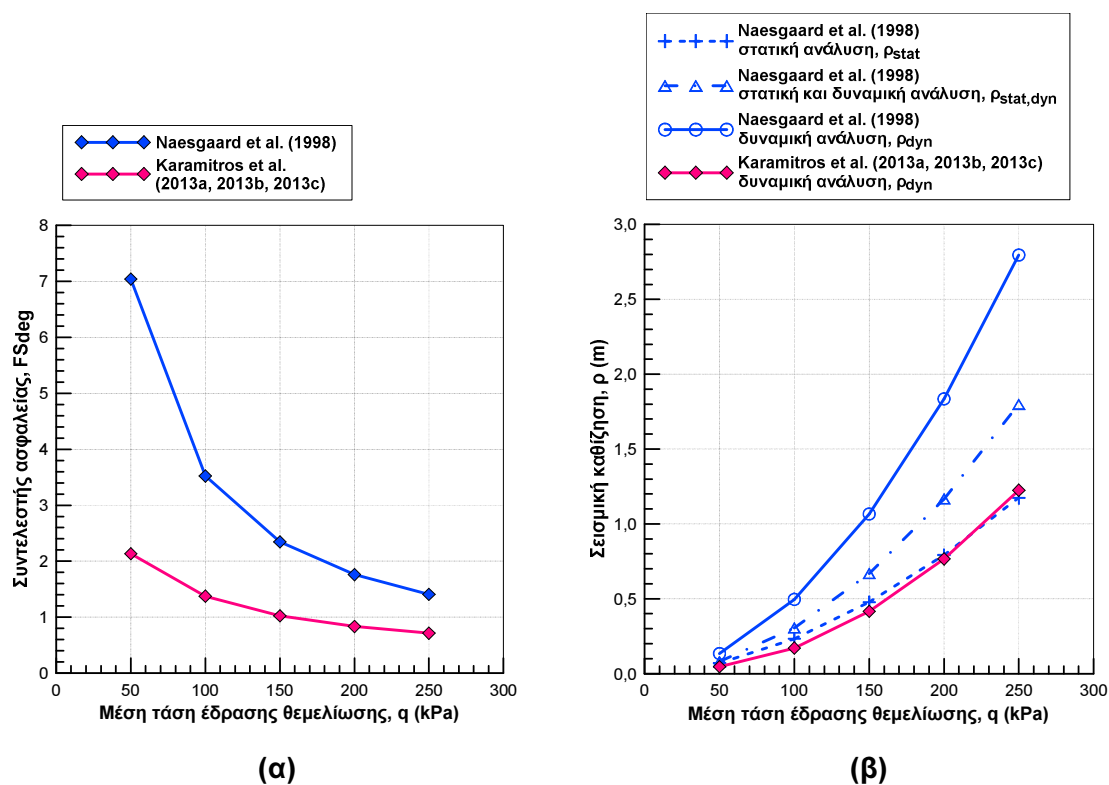 Naesgaard et al. (1998)
Karamitros et al.
(2013a, 2013b, 2013c)
Συντελεστής ασφαλείας, FSdeg
8
7
6
5
4
3
2
1
0
0 50 100 150 200 250 300
Μέση τάση έδρασης θεμελίωσης, q (kPa)
(α)
Naesgaard et al. (1998)
στατική ανάλυση, ρstat
Naesgaard et al. (1998)
στατική και δυναμική ανάλυση, ρstat,dyn
Naesgaard et al. (1998)
δυναμική ανάλυση, ρdyn
Karamitros et al. (2013a, 2013b, 2013c)
δυναμική ανάλυση, ρdyn
Σεισμική καθίζηση, ρ (m)
3,0
2,5
2,0
1,5
1,0
0,5
0,0
0 50 100 150 200 250 300
Μέση τάση έδρασης θεμελίωσης, q (kPa)
(β)